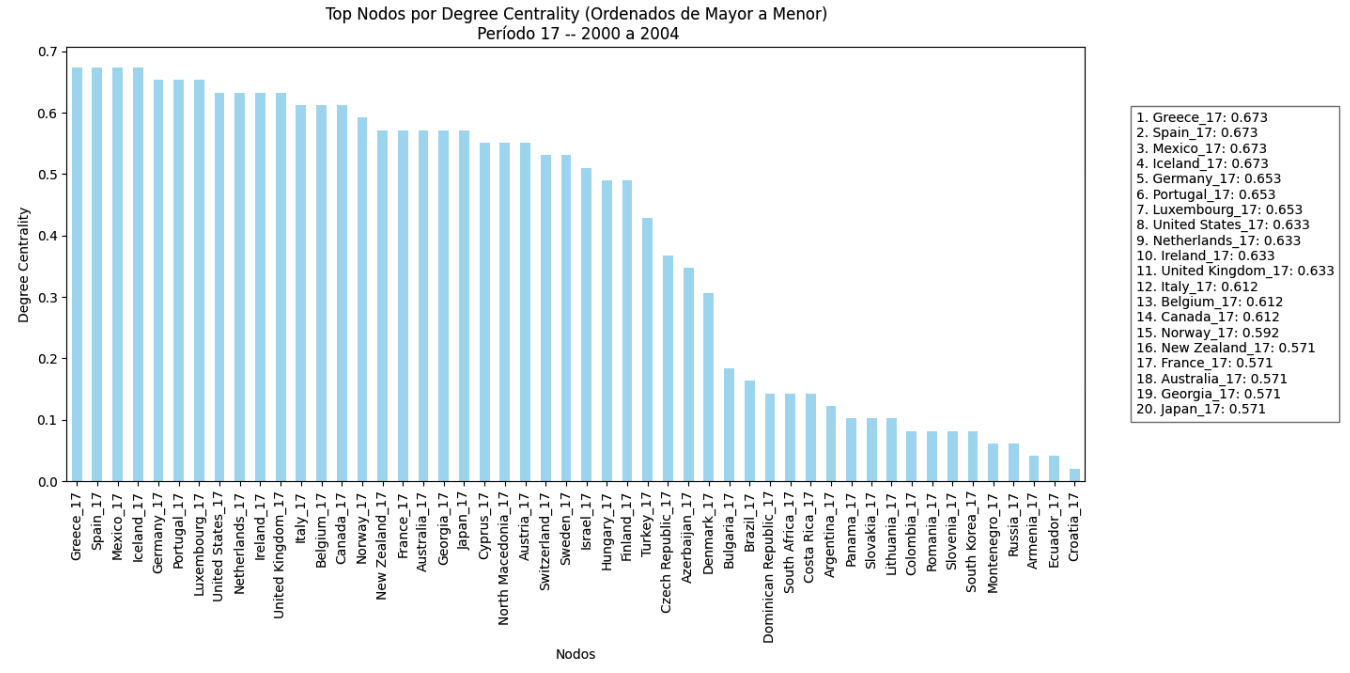 Top Nodos por Degree Centrality (Ordenados de Mayor a Menor)
Período 17 -- 2000 a 2004
Degree Centrality
0.7
0.6
0.5
0.4
0.3
0.2
0.1
0.0
Greece_17
Spain_17
Mexico_17
Iceland_17
Germany_17
Portugal_17
Luxembourg_17
United States_17
Netherlands_17
Ireland_17
United Kingdom_17
Italy_17
Belgium_17
Canada_17
Norway_17
New Zealand_17
France_17
Australia_17
Georgia_17
Japan_17
Cyprus_17
North Macedonia_17
Austria_17
Switzerland_17
Sweden_17
Israel_17
Hungary_17
Finland_17
Turkey_17
Czech Republic_17
Azerbaijan_17
Denmark_17
Bulgaria_17
Brazil_17
Dominican Republic_17
South Africa_17
Costa Rica_17
Argentina_17
Panama_17
Slovakia_17
Lithuania_17
Colombia_17
Romania_17
Slovenia_17
South Korea_17
Montenegro_17
Russia_17
Armenia_17
Ecuador_17
Croatia_17
Nodos
1. Greece_17: 0.673
2. Spain_17: 0.673
3. Mexico_17: 0.673
4. Iceland_17: 0.673
5. Germany_17: 0.653
6. Portugal_17: 0.653
7. Luxembourg_17: 0.653
8. United States_17: 0.633
9. Netherlands_17: 0.633
10. Ireland_17: 0.633
11. United Kingdom_17: 0.633
12. Italy_17: 0.612
13. Belgium_17: 0.612
14. Canada_17: 0.612
15. Norway_17: 0.592
16. New Zealand_17: 0.571
17. France_17: 0.571
18. Australia_17: 0.571
19. Georgia_17: 0.571
20. Japan_17: 0.571